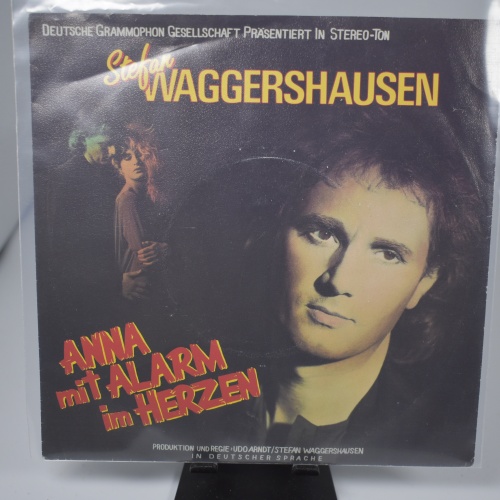 DEUTSCHE GRAMMOPHON GESELLSCHAFT PRÄSENTIERT IN STEREO-TON
Stefan
WAGGERSHAUSEN
ANNA
mit ALARM
im HERZEN
PRODUKTION UND REGIE · UDO ARNDT/STEFAN WAGGERSHAUSEN
IN DEUTSCHER SPRACHE